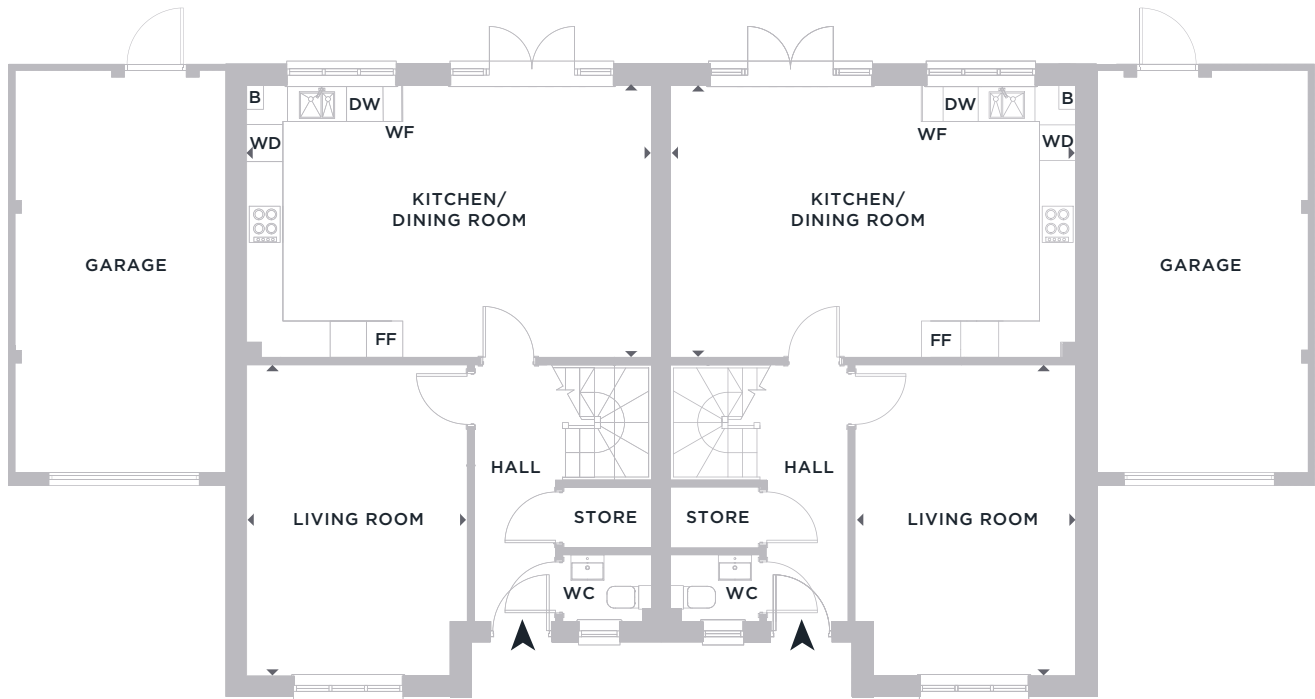 B
DW
WF
WD
KITCHEN/
DINING ROOM
GARAGE
FF
HALL
LIVING ROOM
STORE
WC
DW
B
WF
WD
KITCHEN/
DINING ROOM
GARAGE
FF
HALL
STORE
LIVING ROOM
WC